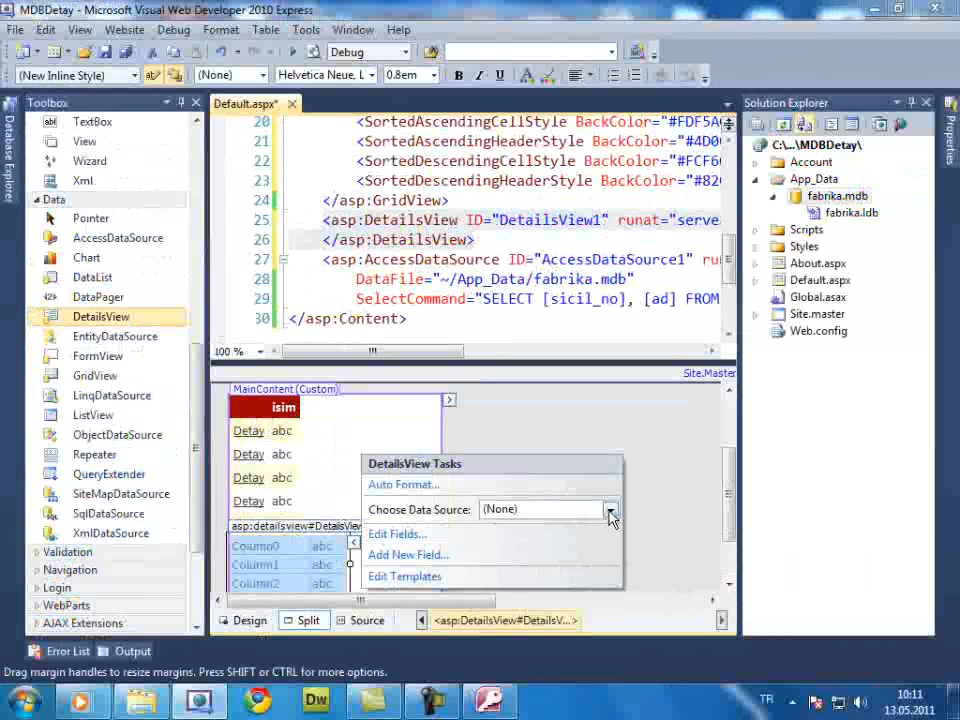 MDBDetay - Microsoft Visual Web Developer 2010 Express
File Edit View Website Debug Format Table Tools Window Help
Debug
(New Inline Style) (None) Helvetica Neue, L 0.8em B I U A
Database Explorer
Toolbox
TextBox
View
Wizard
Xml
Data
Pointer
AccessDataSource
Chart
DataList
DataPager
DetailsView
EntityDataSource
FormView
GridView
LinqDataSource
ListView
ObjectDataSource
Repeater
QueryExtender
SiteMapDataSource
SqlDataSource
XmlDataSource
Validation
Navigation
Login
WebParts
AJAX Extensions
Default.aspx*
20 <SortedAscendingCellStyle BackColor="#FDF5AC
21 <SortedAscendingHeaderStyle BackColor="#4D0
22 <SortedDescendingCellStyle BackColor="#FCF6
23 <SortedDescendingHeaderStyle BackColor="#82
24 </asp:GridView>
25 <asp:DetailsView ID="DetailsView1" runat="serve
26 </asp:DetailsView>
27 <asp:AccessDataSource ID="AccessDataSource1" ru
28 DataFile="~/App_Data/fabrika.mdb"
29 SelectCommand="SELECT [sicil_no], [ad] FROM
30 </asp:Content>
100 %
Site.Master
MainContent (Custom)
isim
Detay abc
Detay abc
Detay abc
Detay abc
asp:detailsview#DetailsView
Column0 abc
Column1 abc
Column2 abc
DetailsView Tasks
Auto Format...
Choose Data Source: (None)
Edit Fields...
Add New Field...
Edit Templates
Design Split Source <asp:DetailsView#DetailsV...>
Solution Explorer
C:\...\MDBDetay\
Account
App_Data
fabrika.mdb
fabrika.ldb
Scripts
Styles
About.aspx
Default.aspx
Global.asax
Site.master
Web.config
Properties
Error List Output
Drag margin handles to resize margins. Press SHIFT or CTRL for more options.
Dw
TR
10:11
13.05.2011